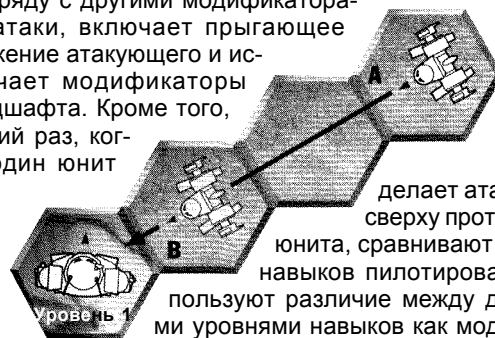 ряду с другими модификатора-
атаки, включает прыгающее
жение атакующего и ис-
чает модификаторы
дшафта. Кроме того,
ий раз, ког-
один юнит
A
B
Уровень 1
делает ата
сверху прот
юнита, сравнивают
навыков пилотирова
пользуют различие между д
ми уровнями навыков как мод